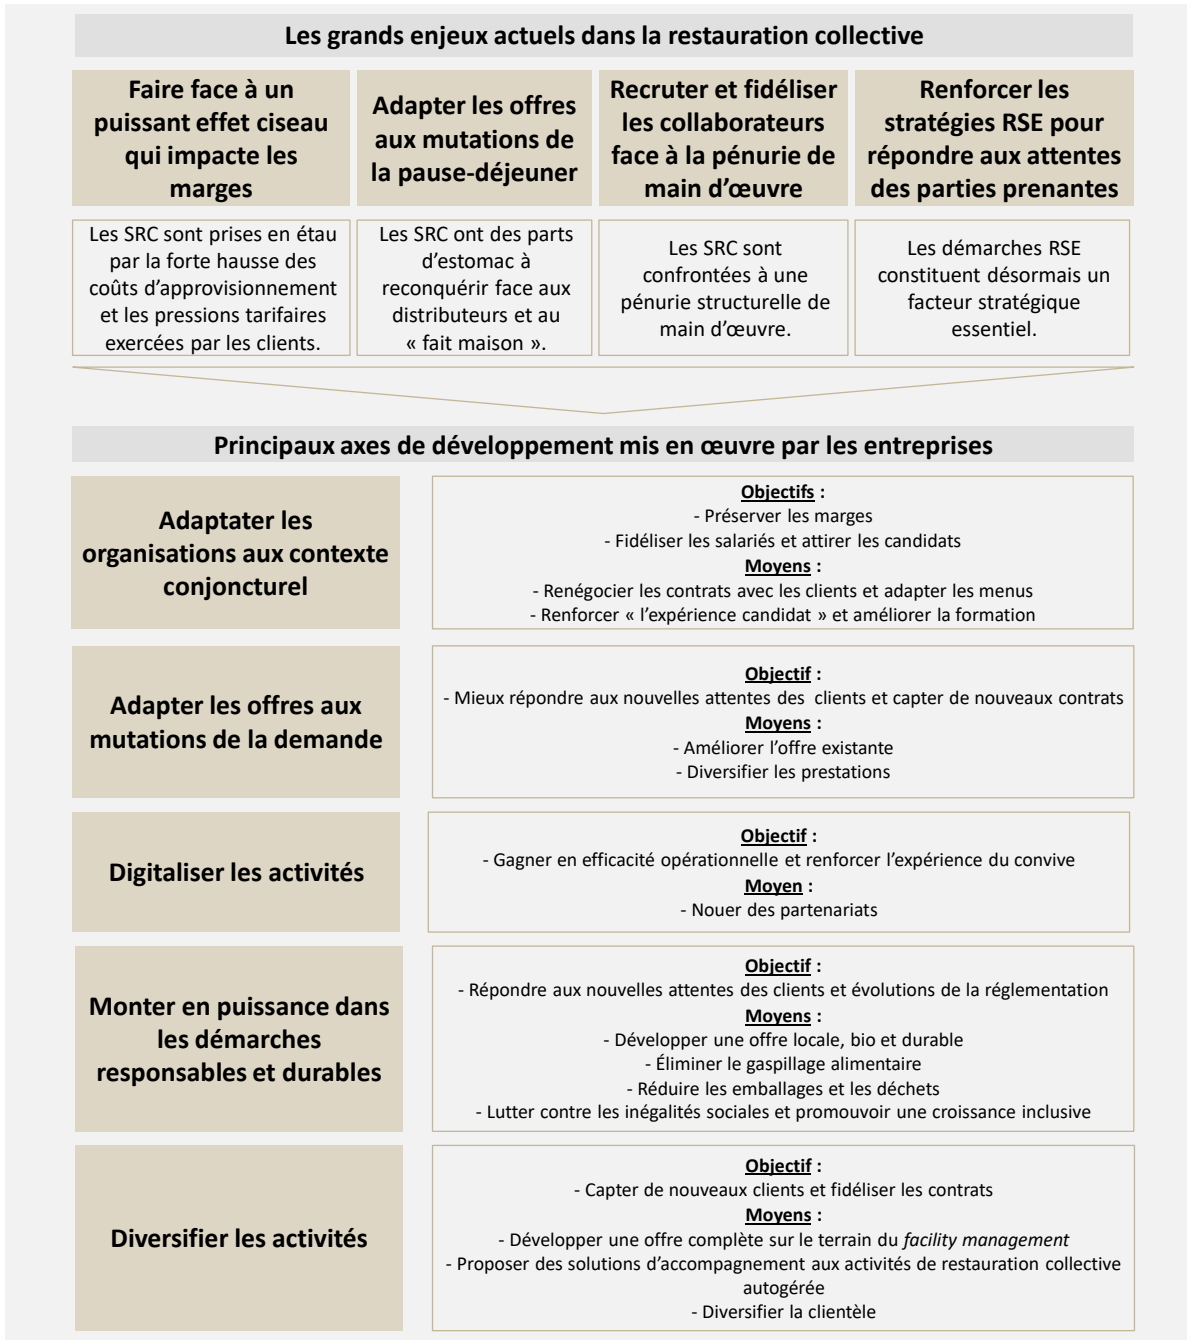 Les grands enjeux actuels dans la restauration collective
Faire face à un
puissant effet ciseau
qui impacte les
marges
Adapter les offres
aux mutations de
la pause-déjeuner
Recruter et fidéliser
les collaborateurs
face à la pénurie de
main d’œuvre
Renforcer les
stratégies RSE pour
répondre aux attentes
des parties prenantes
Les SRC sont prises en étau
par la forte hausse des
coûts d’approvisionnement
et les pressions tarifaires
exercées par les clients.
Les SRC ont des parts
d’estomac à
reconquérir face aux
distributeurs et au
« fait maison ».
Les SRC sont
confrontées à une
pénurie structurelle de
main d’œuvre.
Les démarches RSE
constituent désormais un
facteur stratégique
essentiel.
Principaux axes de développement mis en œuvre par les entreprises
Adaptater les
organisations aux contexte
conjoncturel
Objectifs :
- Préserver les marges
- Fidéliser les salariés et attirer les candidats
Moyens :
- Renégocier les contrats avec les clients et adapter les menus
- Renforcer « l’expérience candidat » et améliorer la formation
Adapter les offres aux
mutations de la demande
Objectif :
- Mieux répondre aux nouvelles attentes des clients et capter de nouveaux contrats
Moyens :
- Améliorer l’offre existante
- Diversifier les prestations
Digitaliser les activités
Objectif :
- Gagner en efficacité opérationnelle et renforcer l’expérience du convive
Moyen :
- Nouer des partenariats
Monter en puissance dans
les démarches
responsables et durables
Objectif :
- Répondre aux nouvelles attentes des clients et évolutions de la réglementation
Moyens :
- Développer une offre locale, bio et durable
- Éliminer le gaspillage alimentaire
- Réduire les emballages et les déchets
- Lutter contre les inégalités sociales et promouvoir une croissance inclusive
Diversifier les activités
Objectif :
- Capter de nouveaux clients et fidéliser les contrats
Moyens :
- Développer une offre complète sur le terrain du facility management
- Proposer des solutions d’accompagnement aux activités de restauration collective
autogérée
- Diversifier la clientèle